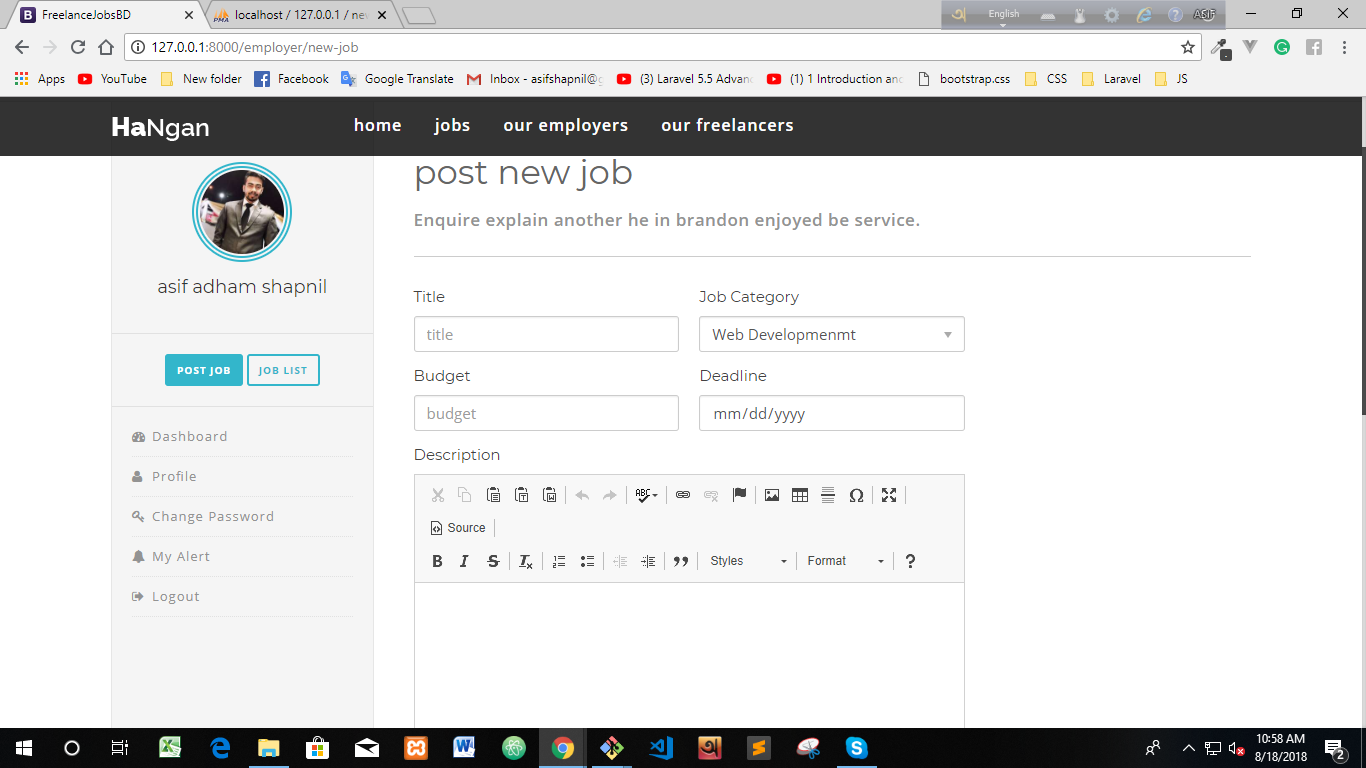 FreelanceJobsBD
localhost / 127.0.0.1 / nev
English
ASIF
127.0.0.1:8000/employer/new-job
Apps
YouTube
New folder
Facebook
Google Translate
Inbox - asifshapnil@g
(3) Laravel 5.5 Advan
(1) 1 Introduction and
bootstrap.css
CSS
Laravel
JS
HaNgan
home
jobs
our employers
our freelancers
asif adham shapnil
POST JOB
JOB LIST
Dashboard
Profile
Change Password
My Alert
Logout
post new job
Enquire explain another he in brandon enjoyed be service.
Title
Job Category
title
Web Developmenmt
Budget
Deadline
budget
mm/dd/yyyy
Description
ABC
Source
B I S Tx
Styles
Format
?
10:58 AM
8/18/2018
2